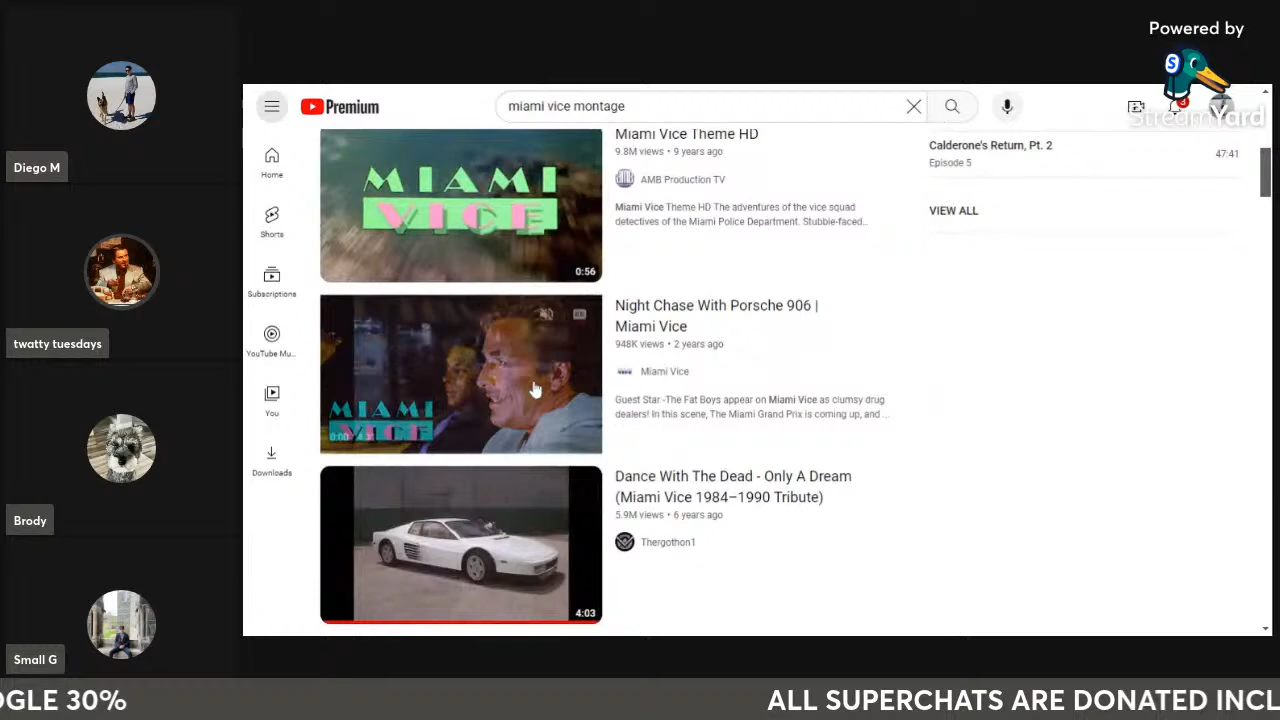 Powered by
S
StreamYard
Diego M
twatty tuesdays
Brody
Small G
Premium
miami vice montage
3
Home
Shorts
Subscriptions
YouTube Mu...
You
Downloads
MIAMI
VICE
0:56
Miami Vice Theme HD
9.8M views • 9 years ago
AMB Production TV
Miami Vice Theme HD The adventures of the vice squad
detectives of the Miami Police Department. Stubble-faced...
MIAMI
VICE
Night Chase With Porsche 906 |
Miami Vice
948K views • 2 years ago
Miami Vice
Guest Star -The Fat Boys appear on Miami Vice as clumsy drug
dealers! In this scene, The Miami Grand Prix is coming up, and ...
4:03
Dance With The Dead - Only A Dream
(Miami Vice 1984–1990 Tribute)
5.9M views • 6 years ago
Thergothon1
Calderone's Return, Pt. 2
Episode 5
47:41
VIEW ALL
OGLE 30%
ALL SUPERCHATS ARE DONATED INCL